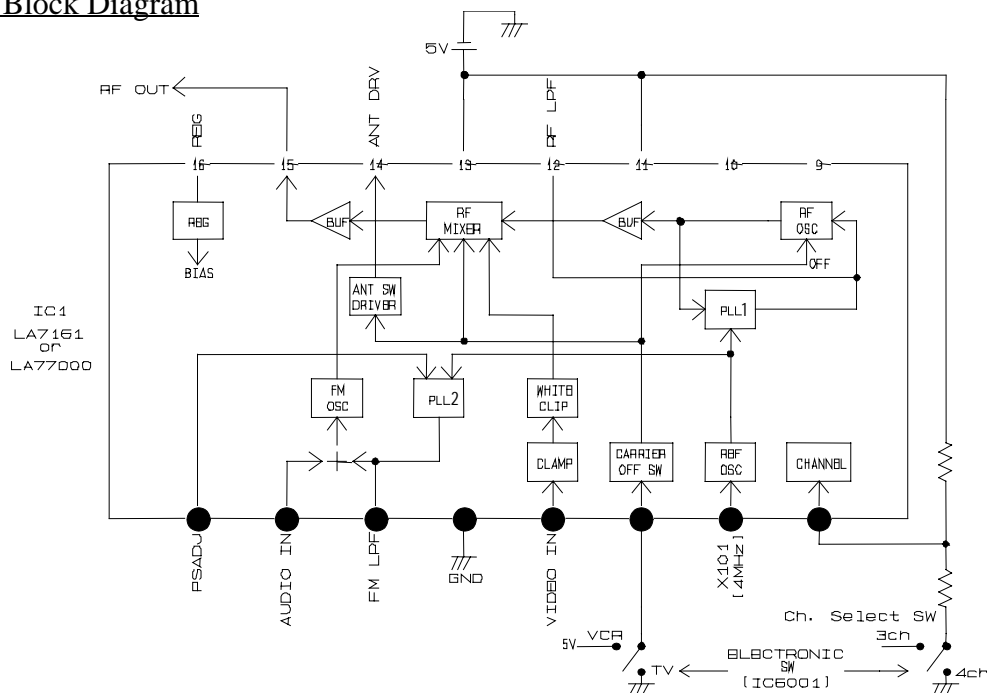 Block Diagram
5V
RF OUT
REG
ANT DRV
RF LPF
16 15 14 13 12 11 10 9
REG
BUF
RF
MIXER
BUF
RF
OSC
BIAS
ANT SW
DRIVER
OFF
PLL1
IC1
LA7161
or
LA77000
FM
OSC
PLL2
WHITE
CLIP
CLAMP
CARRIER
OFF SW
REF
OSC
CHANNEL
PSADJ
AUDIO IN
FM LPF
GND
VIDEO IN
X101
[4MHz]
Ch. Select SW
5V
VCR
3ch
TV
ELECTRONIC
SW
[IC6001]
4ch